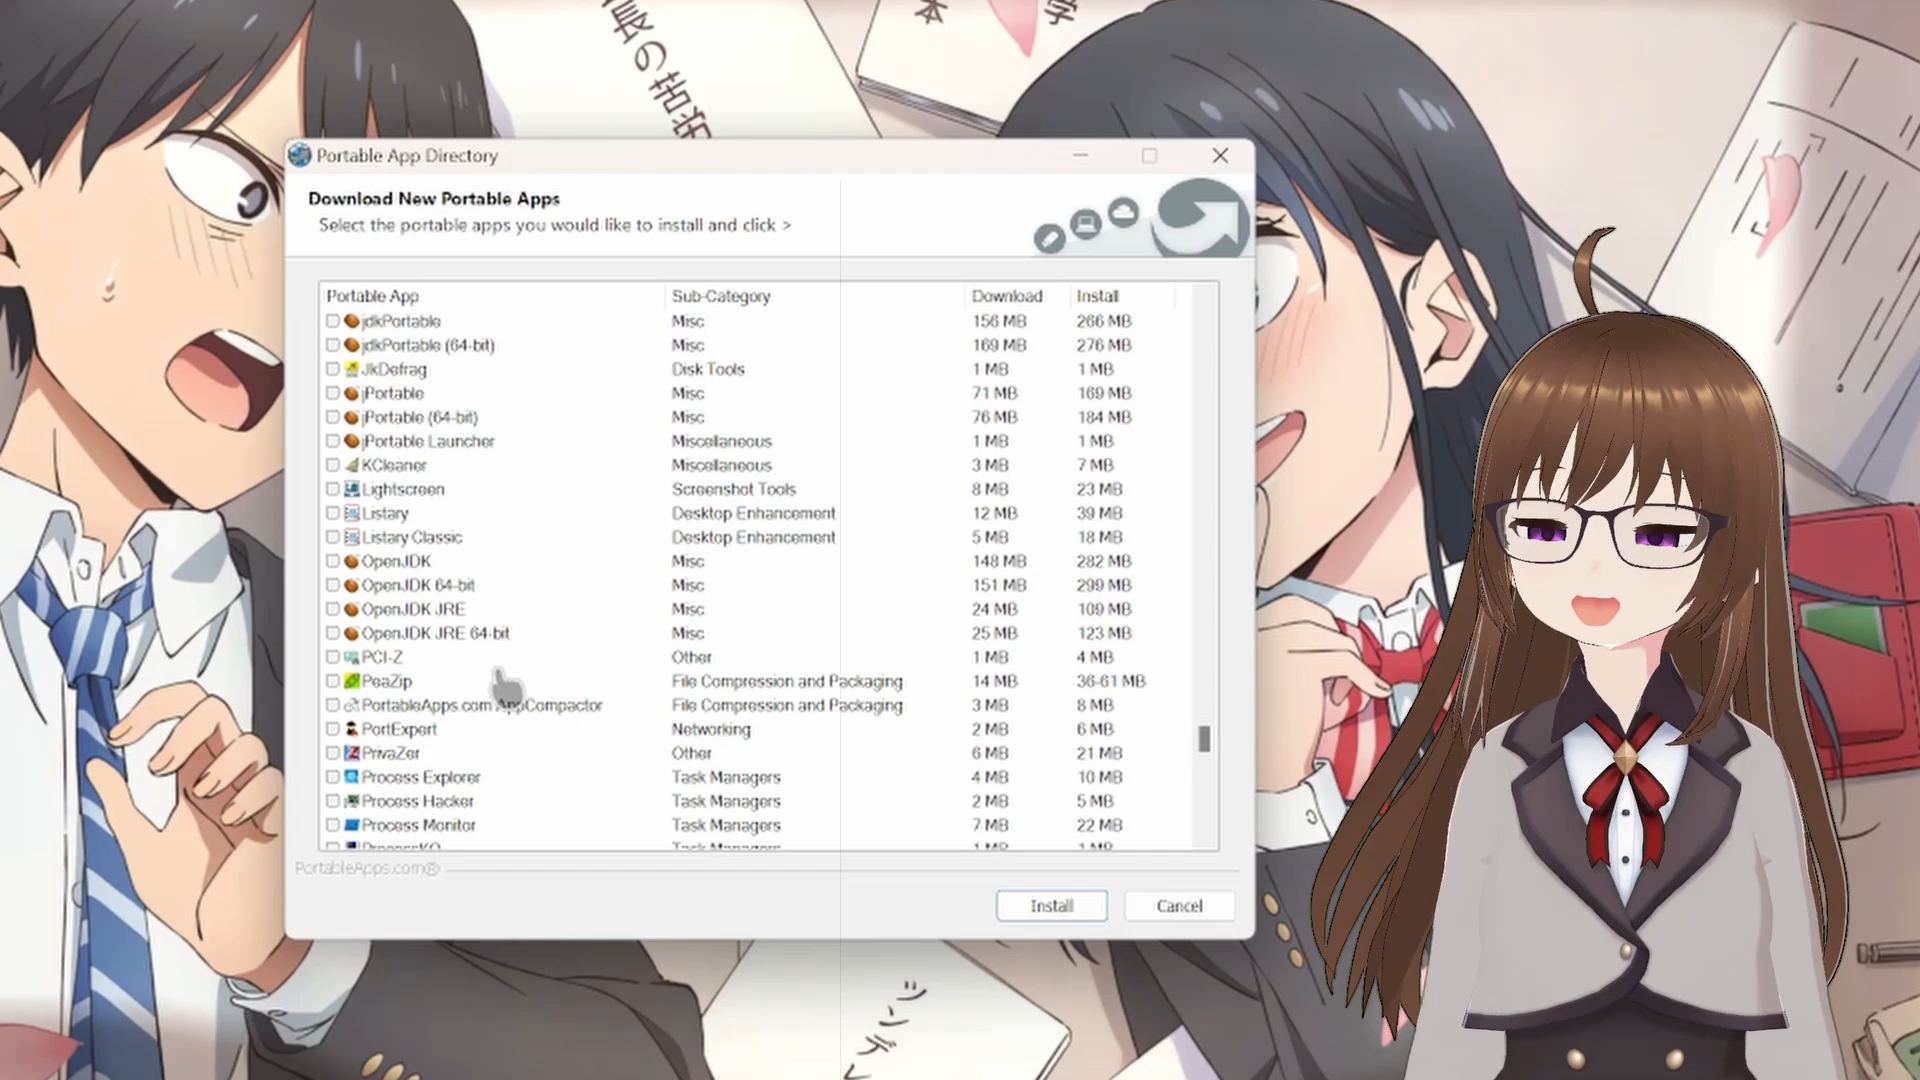 長の苦悩
本
学
Portable App Directory
Download New Portable Apps
Select the portable apps you would like to install and click >
Portable App Sub-Category Download Install
jdkPortable Misc 156 MB 266 MB
jdkPortable (64-bit) Misc 169 MB 276 MB
JkDefrag Disk Tools 1 MB 1 MB
jPortable Misc 71 MB 169 MB
jPortable (64-bit) Misc 76 MB 184 MB
jPortable Launcher Miscellaneous 1 MB 1 MB
KCleaner Miscellaneous 3 MB 7 MB
Lightscreen Screenshot Tools 8 MB 23 MB
Listary Desktop Enhancement 12 MB 39 MB
Listary Classic Desktop Enhancement 5 MB 18 MB
OpenJDK Misc 148 MB 282 MB
OpenJDK 64-bit Misc 151 MB 299 MB
OpenJDK JRE Misc 24 MB 109 MB
OpenJDK JRE 64-bit Misc 25 MB 123 MB
PCI-Z Other 1 MB 4 MB
PeaZip File Compression and Packaging 14 MB 36-61 MB
PortableApps.com AppCompactor File Compression and Packaging 3 MB 8 MB
PortExpert Networking 2 MB 6 MB
PrivaZer Other 6 MB 21 MB
Process Explorer Task Managers 4 MB 10 MB
Process Hacker Task Managers 2 MB 5 MB
Process Monitor Task Managers 7 MB 22 MB
PortableApps.com®
Install Cancel
ツンデレ